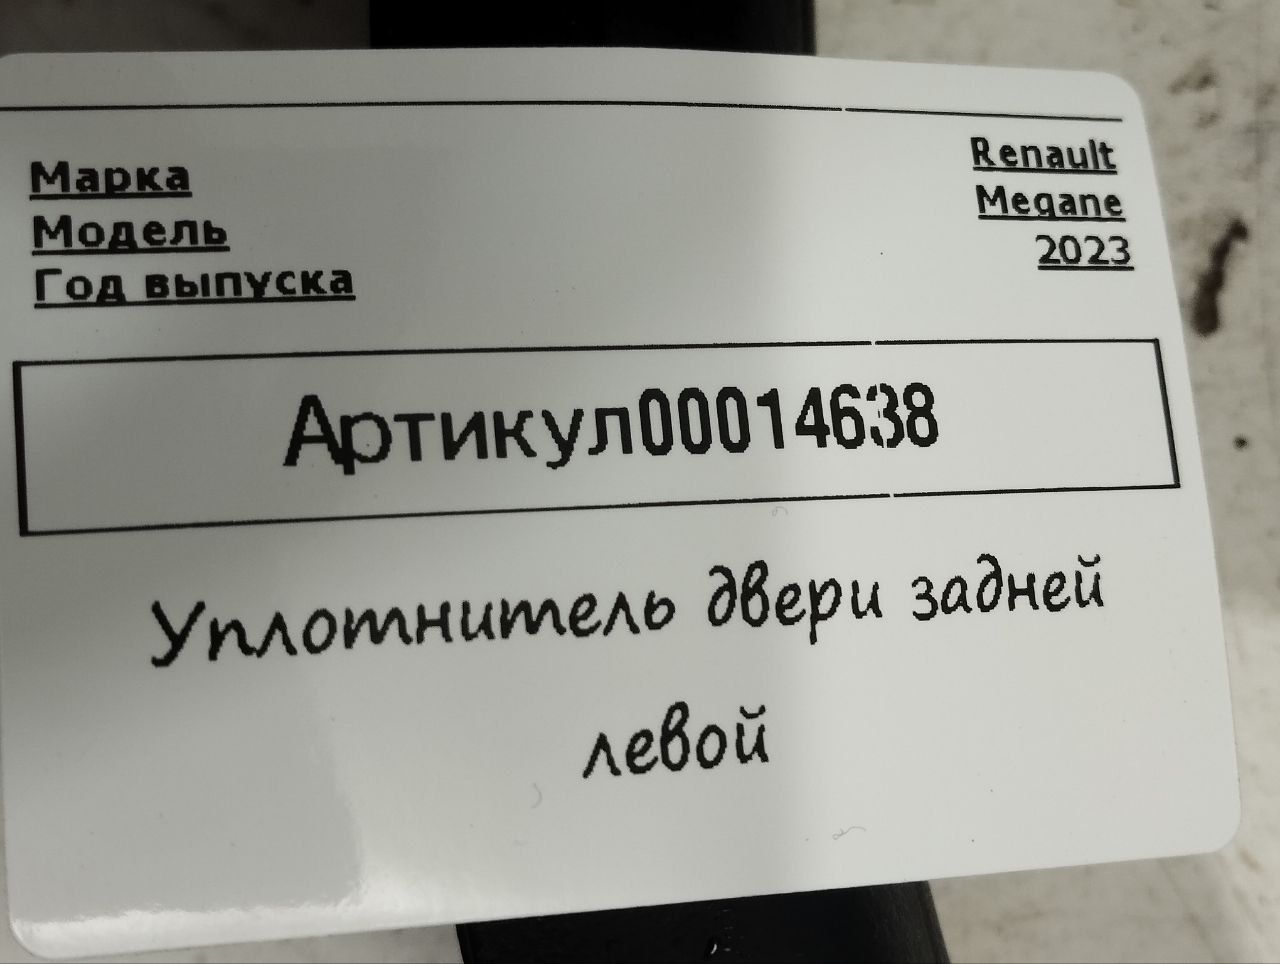 Марка Renault
Модель Megane
Год выпуска 2023
Артикул00014638
Уплотнитель двери задней
левой